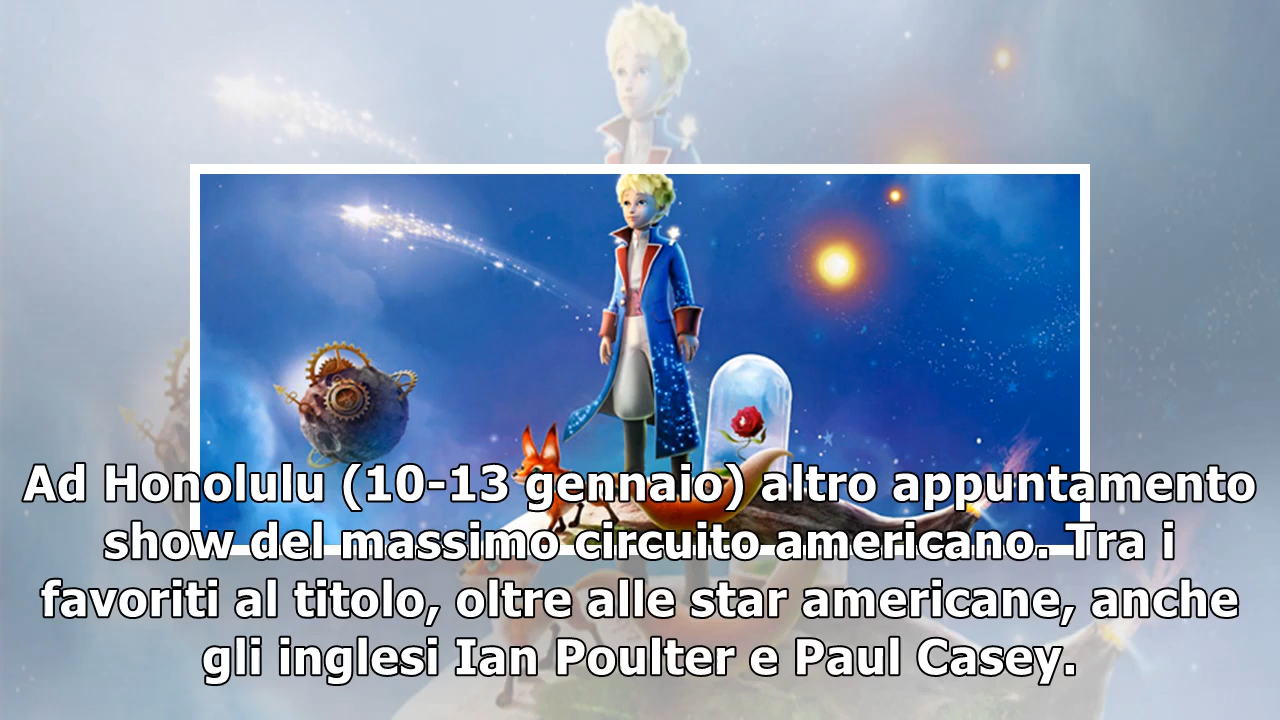 Ad Honolulu (10-13 gennaio) altro appuntamento
show del massimo circuito americano. Tra i
favoriti al titolo, oltre alle star americane, anche
gli inglesi Ian Poulter e Paul Casey.